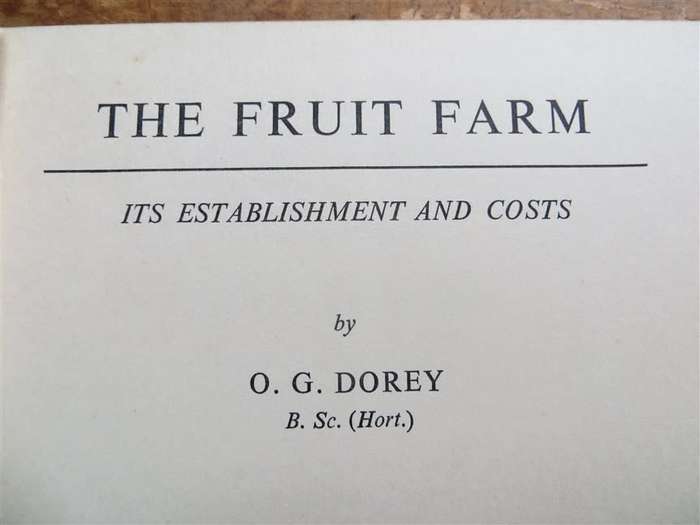 THE FRUIT FARM
ITS ESTABLISHMENT AND COSTS
by
O. G. DOREY
B. Sc. (Hort.)